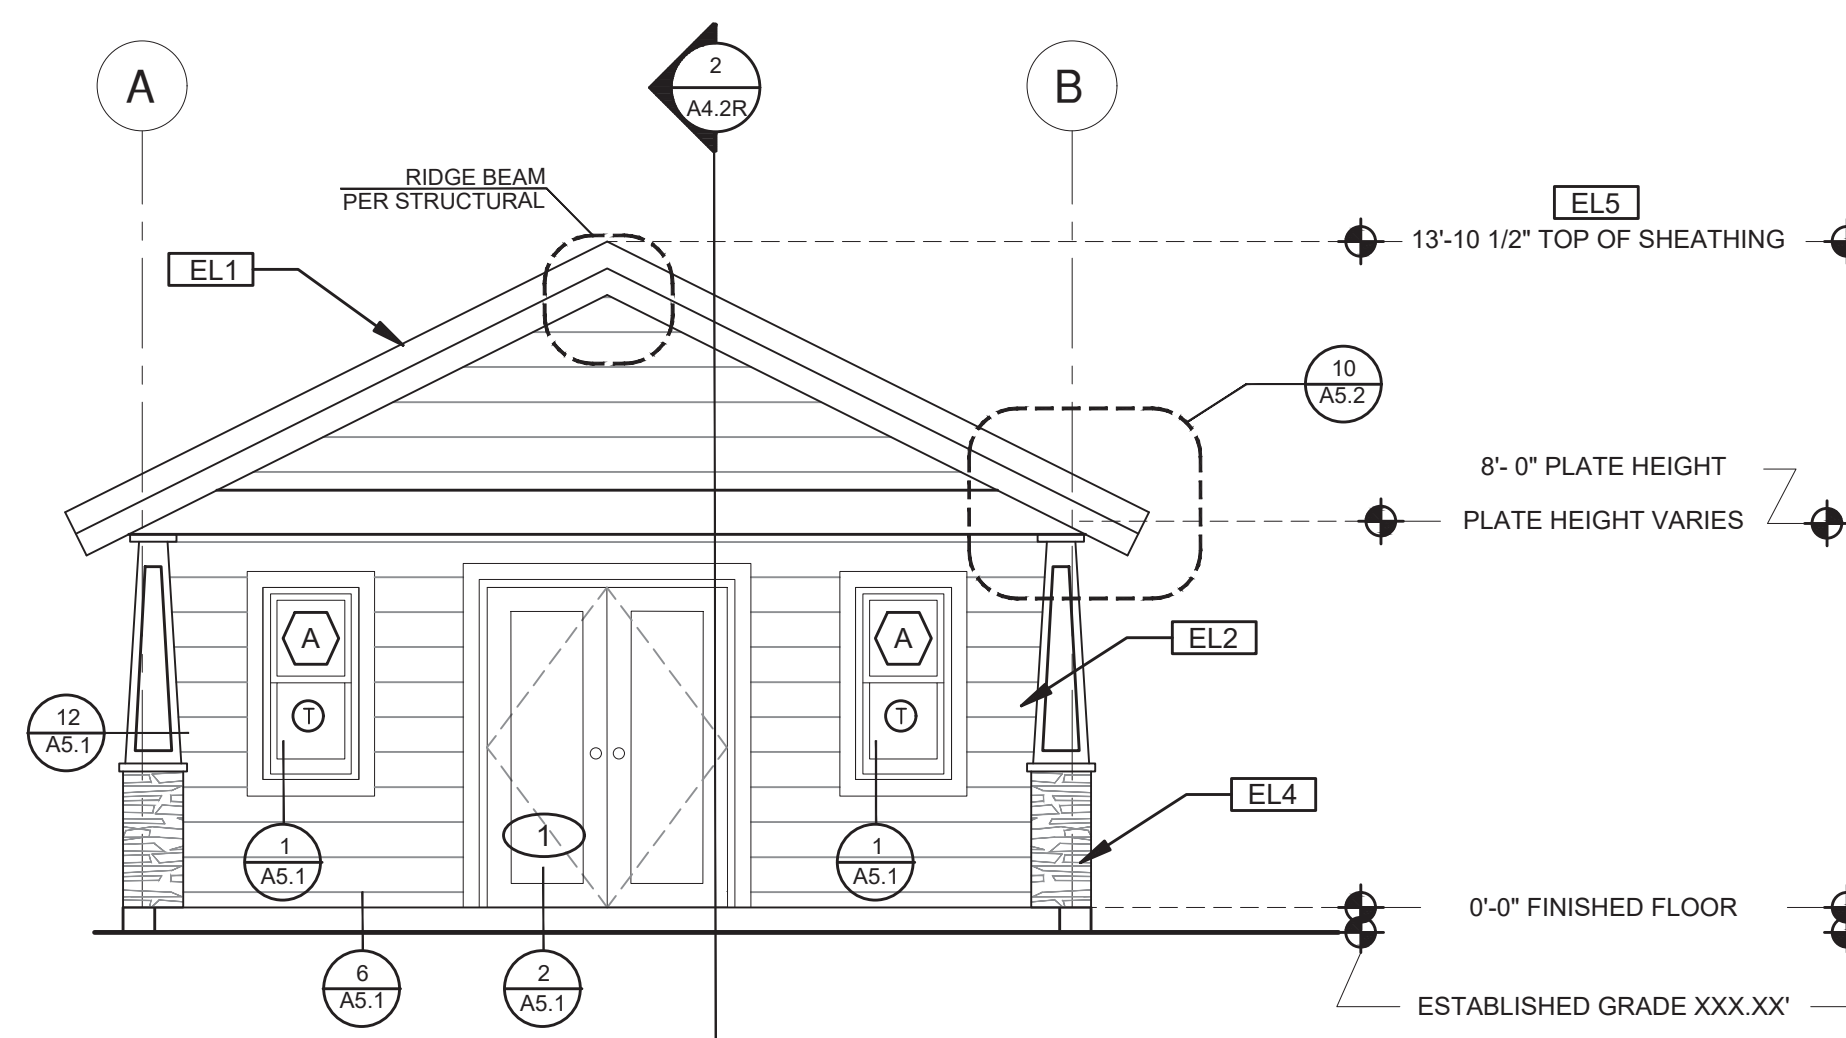 A
2
A4.2R
B
RIDGE BEAM
PER STRUCTURAL
EL5
13'-10 1/2" TOP OF SHEATHING
EL1
10
A5.2
8'- 0" PLATE HEIGHT
PLATE HEIGHT VARIES
A
A
EL2
T
T
12
A5.1
EL4
1
1
A5.1
1
A5.1
0'-0" FINISHED FLOOR
6
A5.1
2
A5.1
ESTABLISHED GRADE XXX.XX'